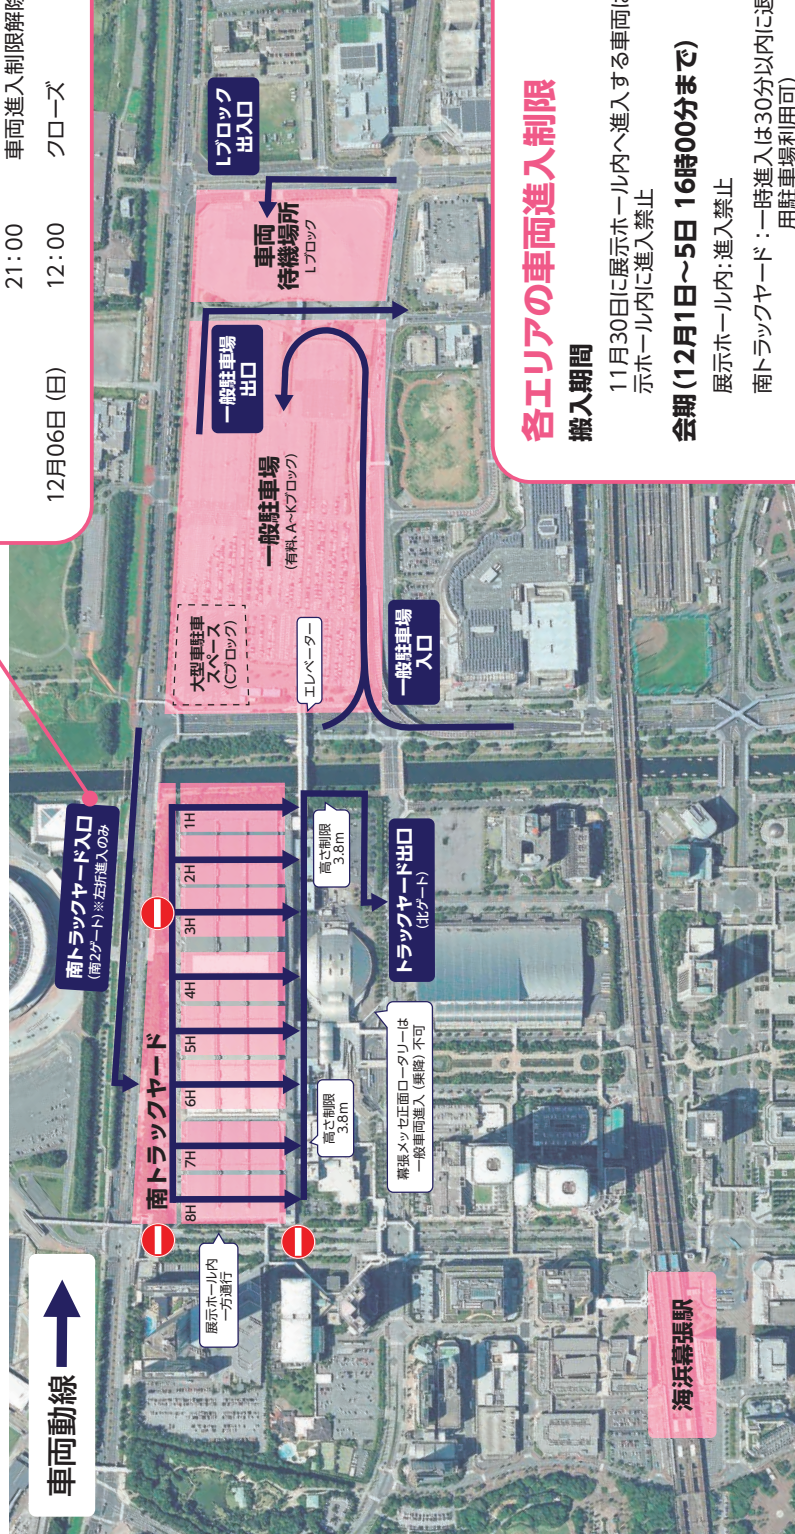 車両動線
21:00 車両進入制限解除
12月06日（日） 12:00 クローズ
南トラックヤード入口
（南2ゲート）※左折進入のみ
南トラックヤード
8H
7H
6H
5H
4H
3H
2H
1H
展示ホール内
一方通行
高さ制限
3.8m
高さ制限
3.8m
幕張メッセ正面ロータリーは
一般車両進入（乗降）不可
トラックヤード出口
（北ゲート）
海浜幕張駅
大型車駐車
スペース
（Cブロック）
エレベーター
一般駐車場
（有料、A～Kブロック）
一般駐車場
入口
一般駐車場
出口
車両
待機場所
Lブロック
Lブロック
出入口
各エリアの車両進入制限
搬入期間
11月30日に展示ホール内へ進入する車両は
示ホール内に進入禁止
会期（12月1日～5日 16時00分まで）
展示ホール内：進入禁止
南トラックヤード：一時進入は30分以内に退
用駐車場利用可）